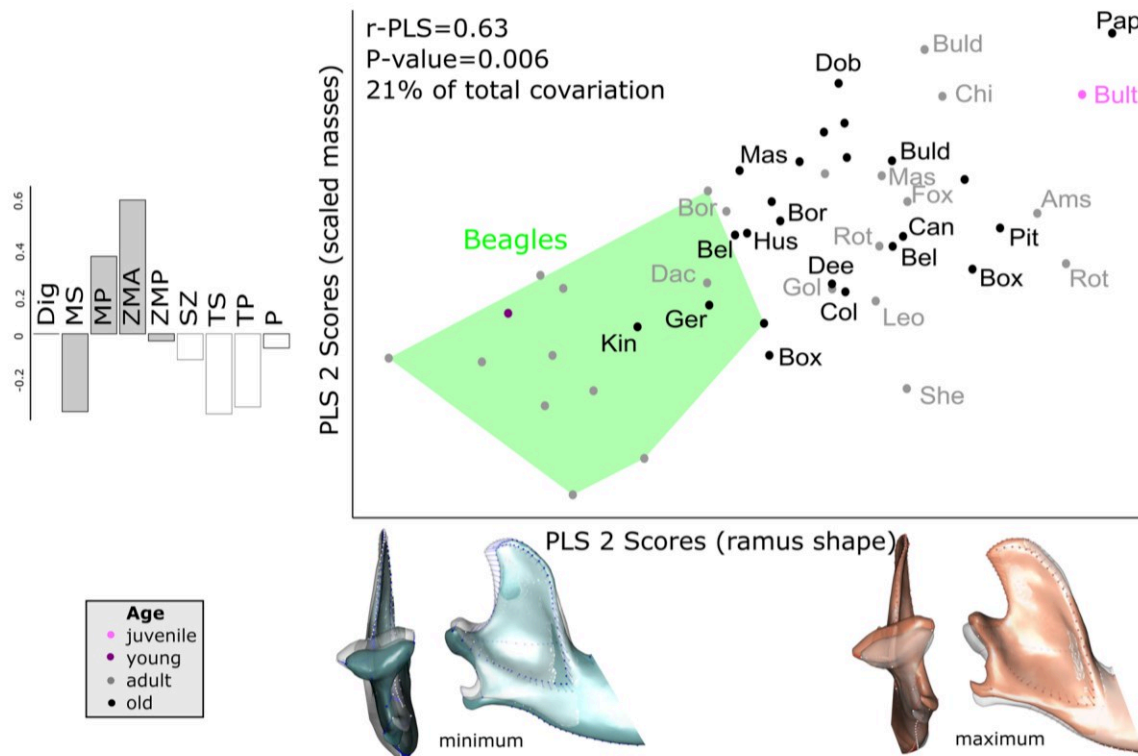 r-PLS=0.63
P-value=0.006
21% of total covariation
PLS 2 Scores (scaled masses)
Pap
Buld
Dob
Chi
Bult
Mas
Buld
Mas
Fox
Ams
Bor
Bor
Beagles
Bel
Hus
Rot
Can
Bel
Pit
Dac
Dee
Gol
Col
Box
Rot
Ger
Leo
Kin
Box
She
0.6
0.4
0.2
0
-0.2
Dig
MS
MP
ZMA
ZMP
SZ
TS
TP
P
PLS 2 Scores (ramus shape)
Age
juvenile
young
adult
old
minimum
maximum